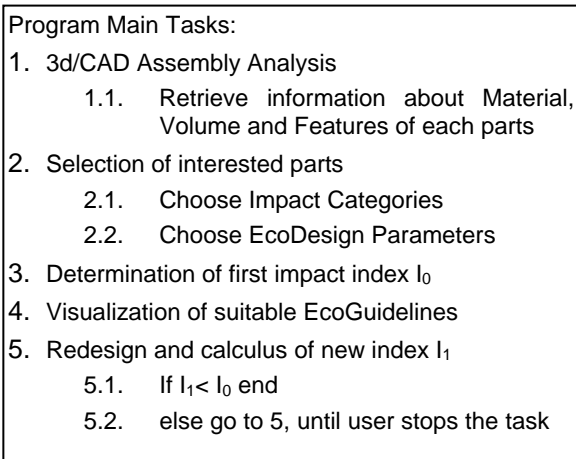 Program Main Tasks:
1. 3d/CAD Assembly Analysis
1.1. Retrieve information about Material,
Volume and Features of each parts
2. Selection of interested parts
2.1. Choose Impact Categories
2.2. Choose EcoDesign Parameters
3. Determination of first impact index I₀
4. Visualization of suitable EcoGuidelines
5. Redesign and calculus of new index I₁
5.1. If I₁< I₀ end
5.2. else go to 5, until user stops the task